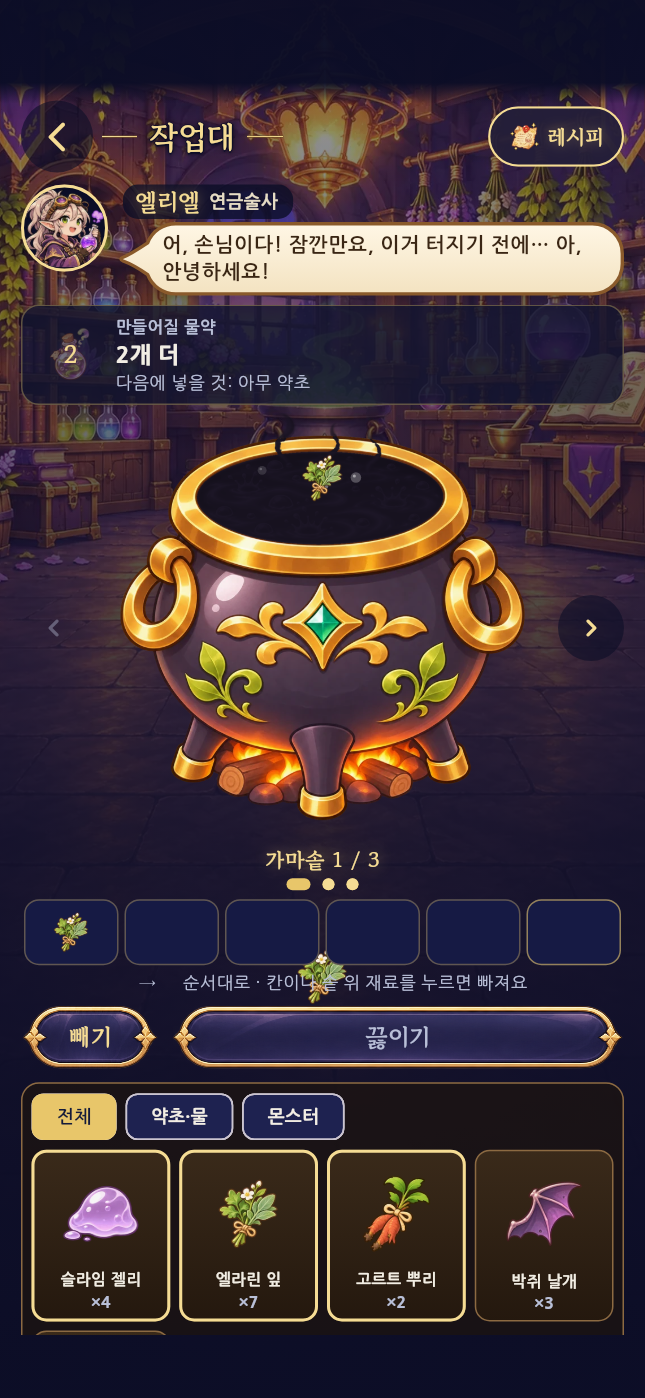 작업대
레시피
엘리엘 연금술사
어, 손님이다! 잠깐만요, 이거 터지기 전에… 아,
안녕하세요!
만들어질 물약
2
2개 더
다음에 넣을 것: 아무 약초
가마솥 1 / 3
→ 순서대로 · 칸이나 위 재료를 누르면 빠져요
빼기
끓이기
전체
약초·물
몬스터
슬라임 젤리
×4
엘라린 잎
×7
고르트 뿌리
×2
박쥐 날개
×3